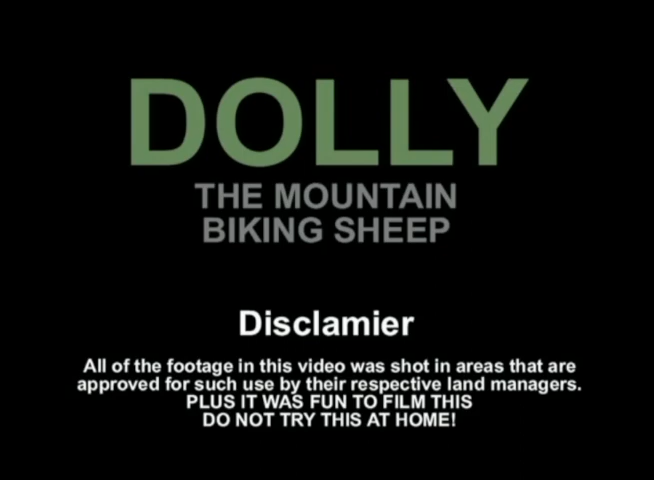 DOLLY
THE MOUNTAIN
BIKING SHEEP
Disclamier
All of the footage in this video was shot in areas that are
approved for such use by their respective land managers.
PLUS IT WAS FUN TO FILM THIS
DO NOT TRY THIS AT HOME!